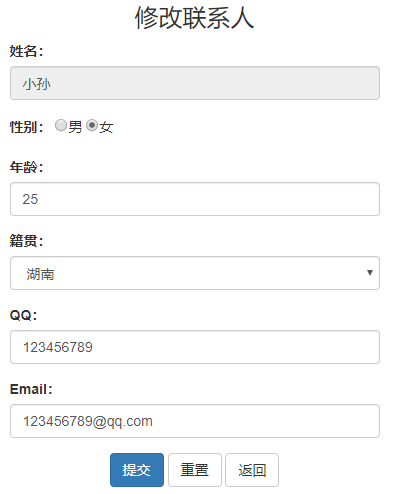 修改联系人
姓名：
小孙
性别： 男 女
年龄：
25
籍贯：
湖南
QQ：
123456789
Email：
123456789@qq.com
提交 重置 返回